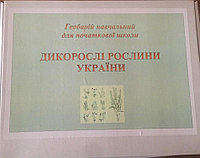 Гербарій навчальний
для початкової школи
ДИКОРОСЛІ РОСЛИНИ
УКРАЇНИ